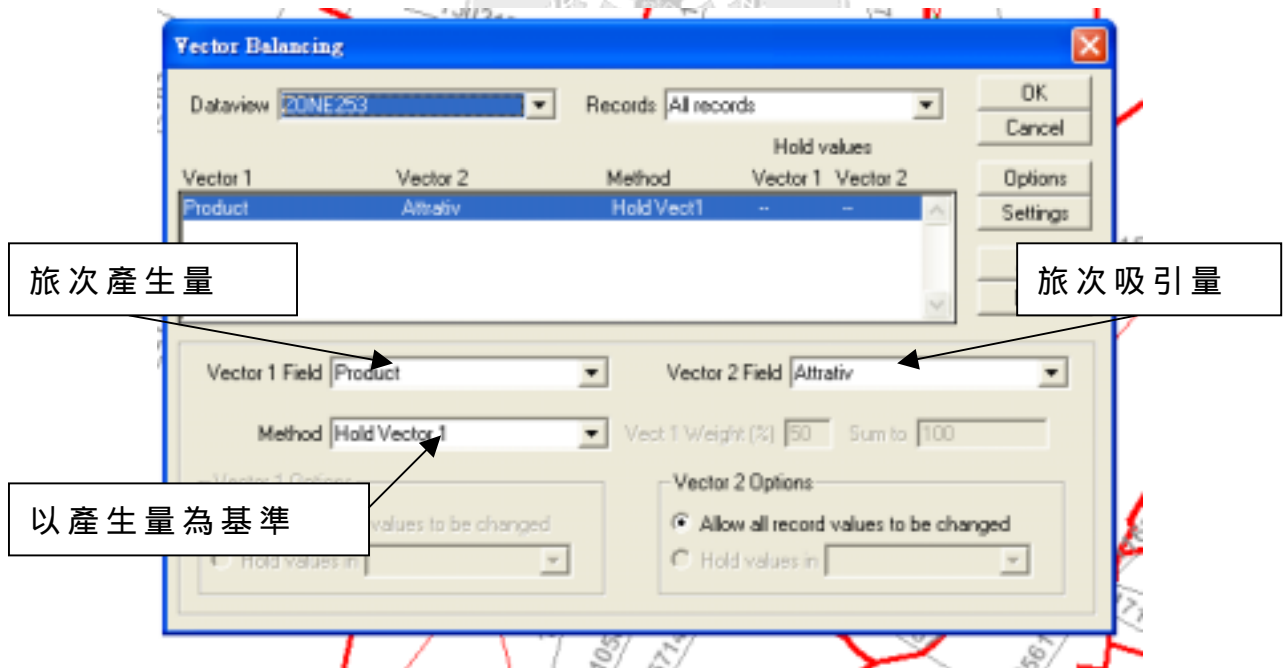 Vector Balancing
Dataview ZONE253 Records All records
OK
Cancel
Hold values
Vector 1 Vector 2 Method Vector 1 Vector 2
Options
Product Attrativ Hold Vect1 -- --
Settings
旅次產生量
旅次吸引量
Vector 1 Field Product Vector 2 Field Attrativ
Method Hold Vector 1 Vect 1 Weight (%) 50 Sum to 100
Vector 1 Options
Vector 2 Options
以產生量為基準
values to be changed
Allow all record values to be changed
Hold values in
Hold values in